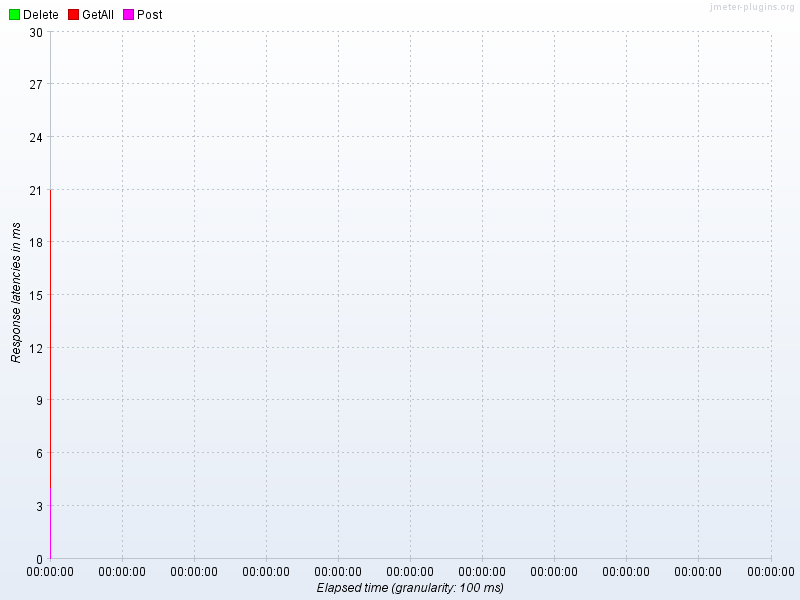 Delete GetAll Post
jmeter-plugins.org
30
27
24
21
18
15
12
9
6
3
0
Response latencies in ms
00:00:00 00:00:00 00:00:00 00:00:00 00:00:00 00:00:00 00:00:00 00:00:00 00:00:00 00:00:00 00:00:00
Elapsed time (granularity: 100 ms)